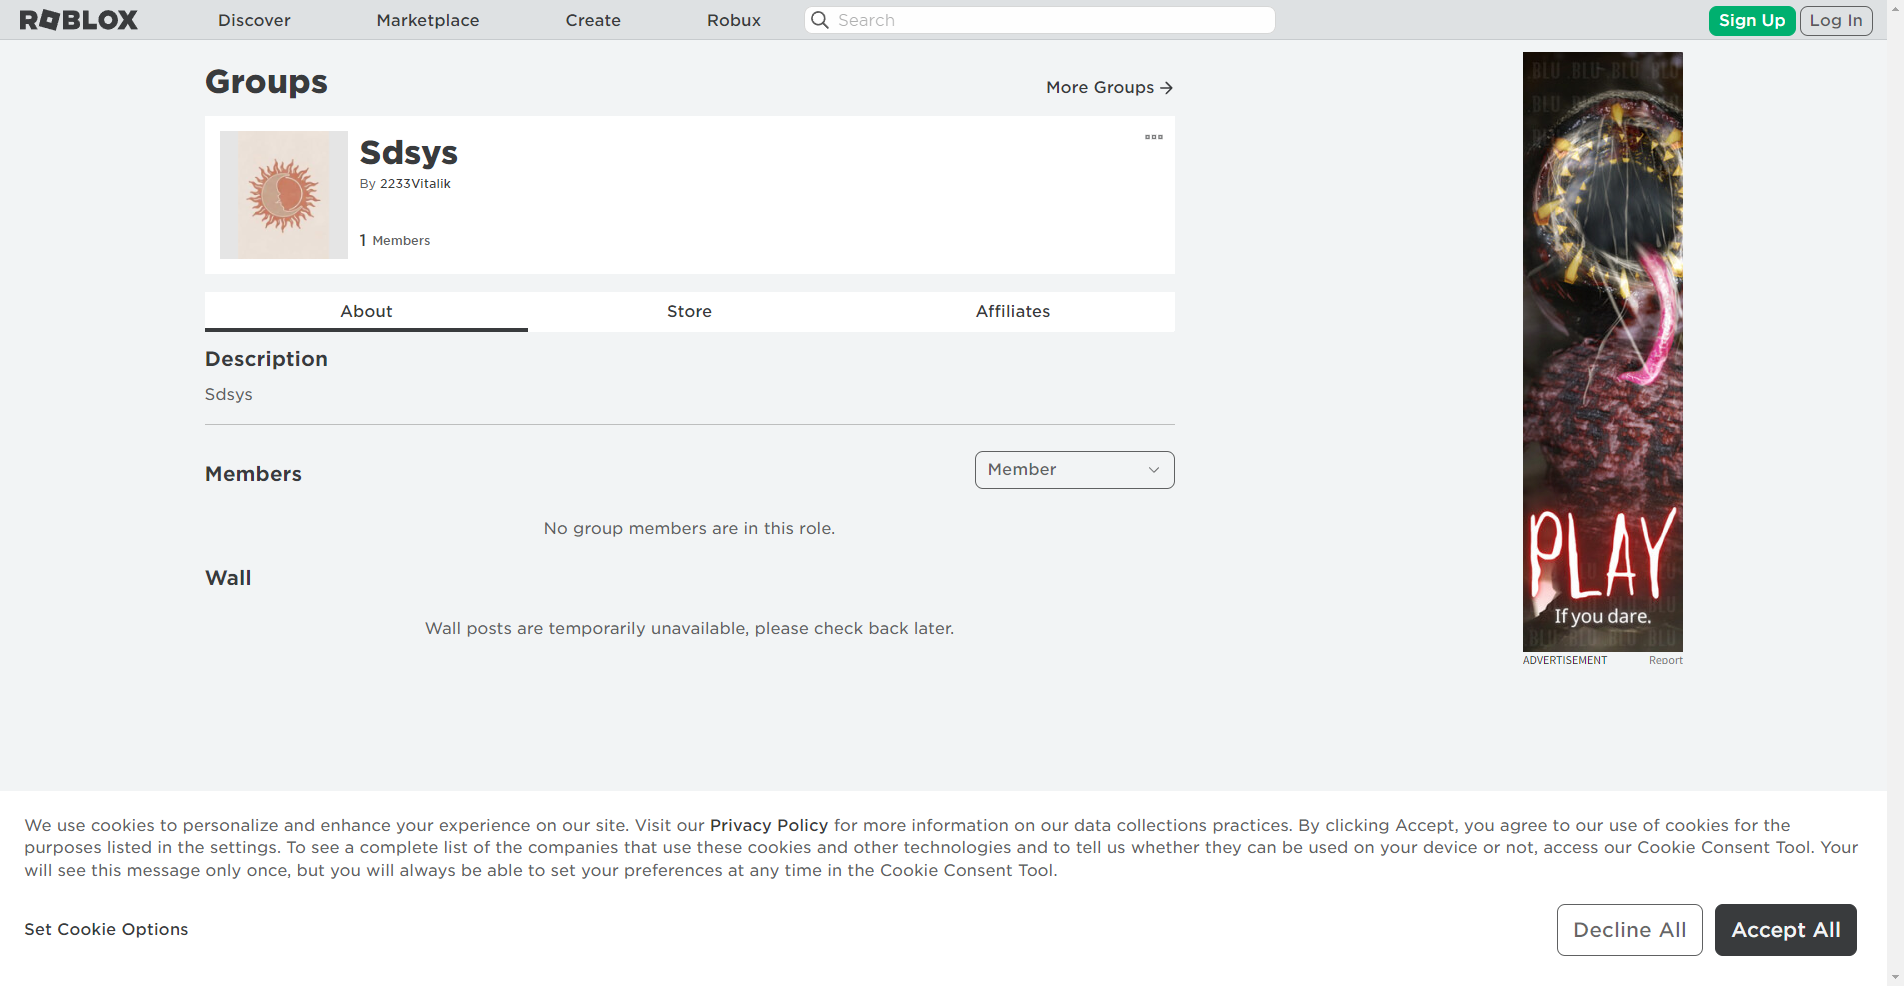 ROBLOX
Discover
Marketplace
Create
Robux
Search
Sign Up
Log In
Groups
More Groups
Sdsys
By 2233Vitalik
1 Members
About
Store
Affiliates
Description
Sdsys
Members
Member
No group members are in this role.
Wall
Wall posts are temporarily unavailable, please check back later.
BLU BLU BLU BLU
PLAY
If you dare.
BLU BLU BLU BLU
ADVERTISEMENT
Report
We use cookies to personalize and enhance your experience on our site. Visit our Privacy Policy for more information on our data collections practices. By clicking Accept, you agree to our use of cookies for the
purposes listed in the settings. To see a complete list of the companies that use these cookies and other technologies and to tell us whether they can be used on your device or not, access our Cookie Consent Tool. Your
will see this message only once, but you will always be able to set your preferences at any time in the Cookie Consent Tool.
Set Cookie Options
Decline All
Accept All